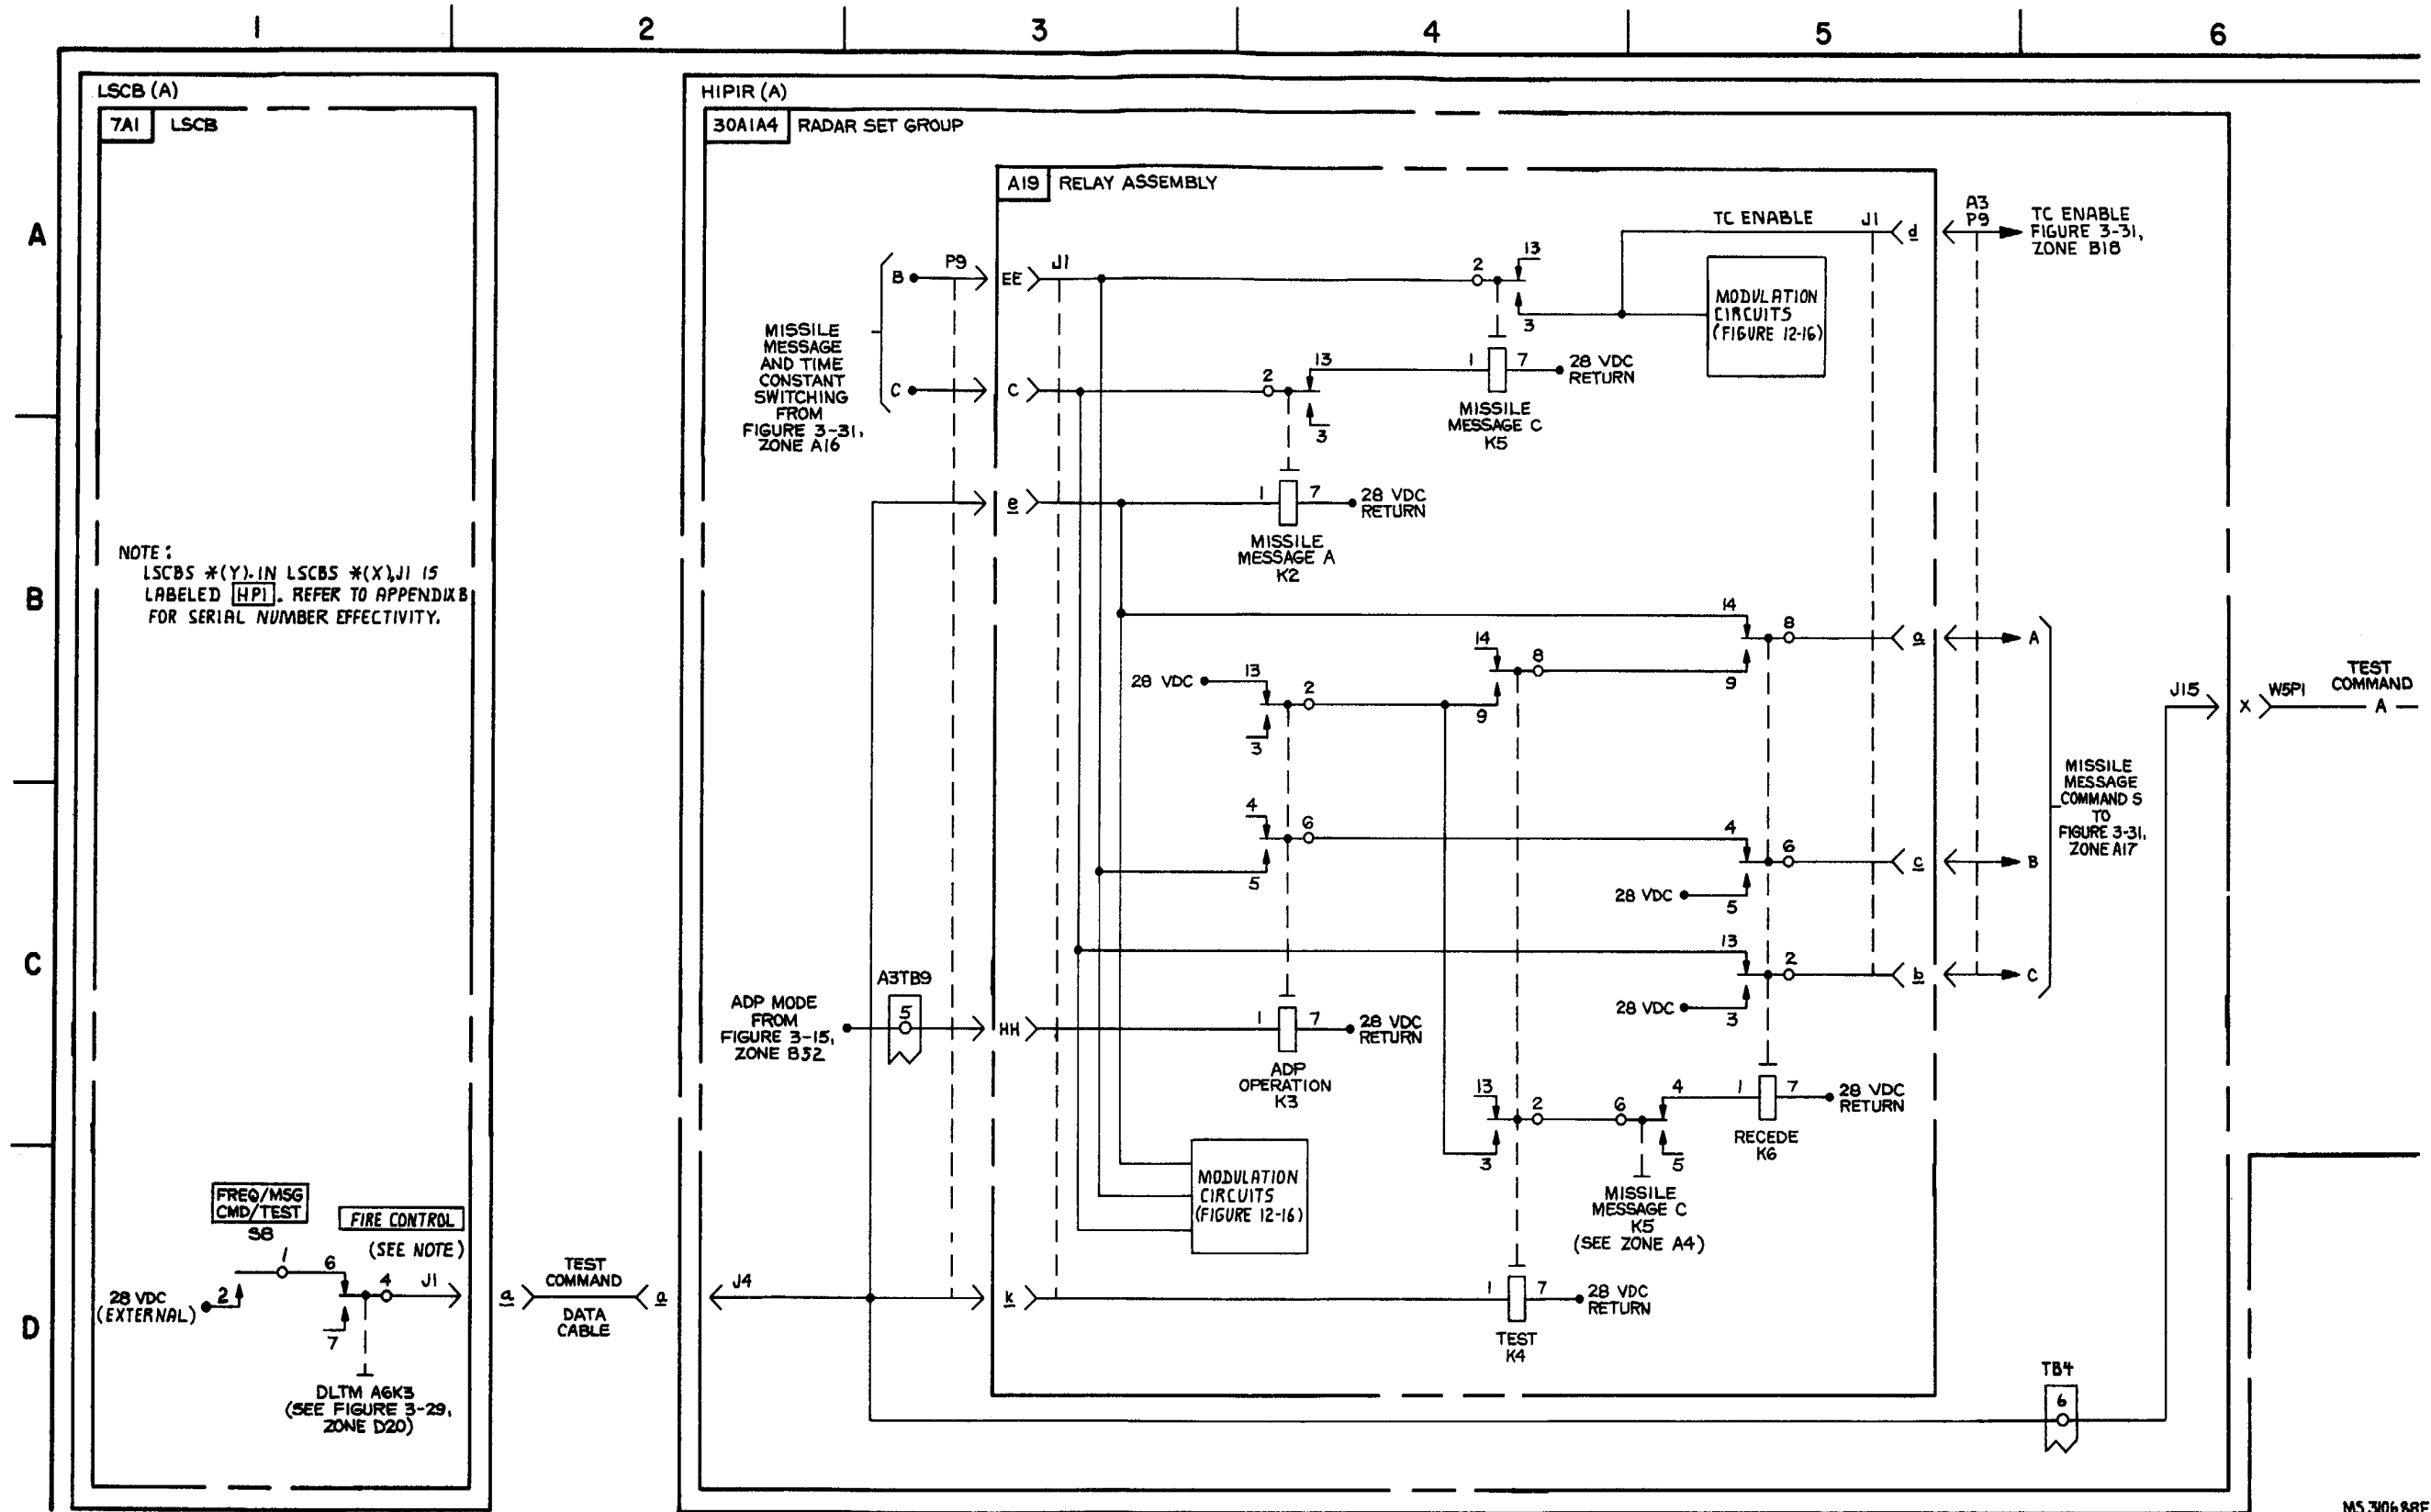 1
2
3
4
5
6
A
B
C
D
LSCB (A)
7A1
LSCB
NOTE:
LSCBS *(Y). IN LSCBS *(X), J1 IS
LABELED HPI. REFER TO APPENDIX B
FOR SERIAL NUMBER EFFECTIVITY.
FREQ/MSG
CMD/TEST
S8
FIRE CONTROL
(SEE NOTE)
1
6
4
J1
2
7
28 VDC
(EXTERNAL)
DLTM A6K3
(SEE FIGURE 3-29,
ZONE D20)
a
TEST
COMMAND
DATA
CABLE
a
HIPIR (A)
30A1A4
RADAR SET GROUP
J4
A19
RELAY ASSEMBLY
MISSILE
MESSAGE
AND TIME
CONSTANT
SWITCHING
FROM
FIGURE 3-31,
ZONE A16
B
C
P9
EE
J1
C
e
HH
k
2
13
3
TC ENABLE
J1
d
A3
P9
TC ENABLE
FIGURE 3-31,
ZONE B18
MODULATION
CIRCUITS
(FIGURE 12-16)
2
13
3
1
7
28 VDC
RETURN
MISSILE
MESSAGE C
K5
1
7
28 VDC
RETURN
MISSILE
MESSAGE A
K2
14
8
a
A
9
14
8
9
28 VDC
13
2
3
4
6
5
4
6
c
B
28 VDC
5
13
2
b
C
28 VDC
3
MISSILE
MESSAGE
COMMANDS
TO
FIGURE 3-31,
ZONE A17
J15
X
W5P1
TEST
COMMAND
A
ADP MODE
FROM
FIGURE 3-15,
ZONE B32
A3TB9
5
1
7
28 VDC
RETURN
ADP
OPERATION
K3
13
2
6
4
1
7
28 VDC
RETURN
3
5
RECEDE
K6
MISSILE
MESSAGE C
K5
(SEE ZONE A4)
MODULATION
CIRCUITS
(FIGURE 12-16)
1
7
28 VDC
RETURN
TEST
K4
TB4
6